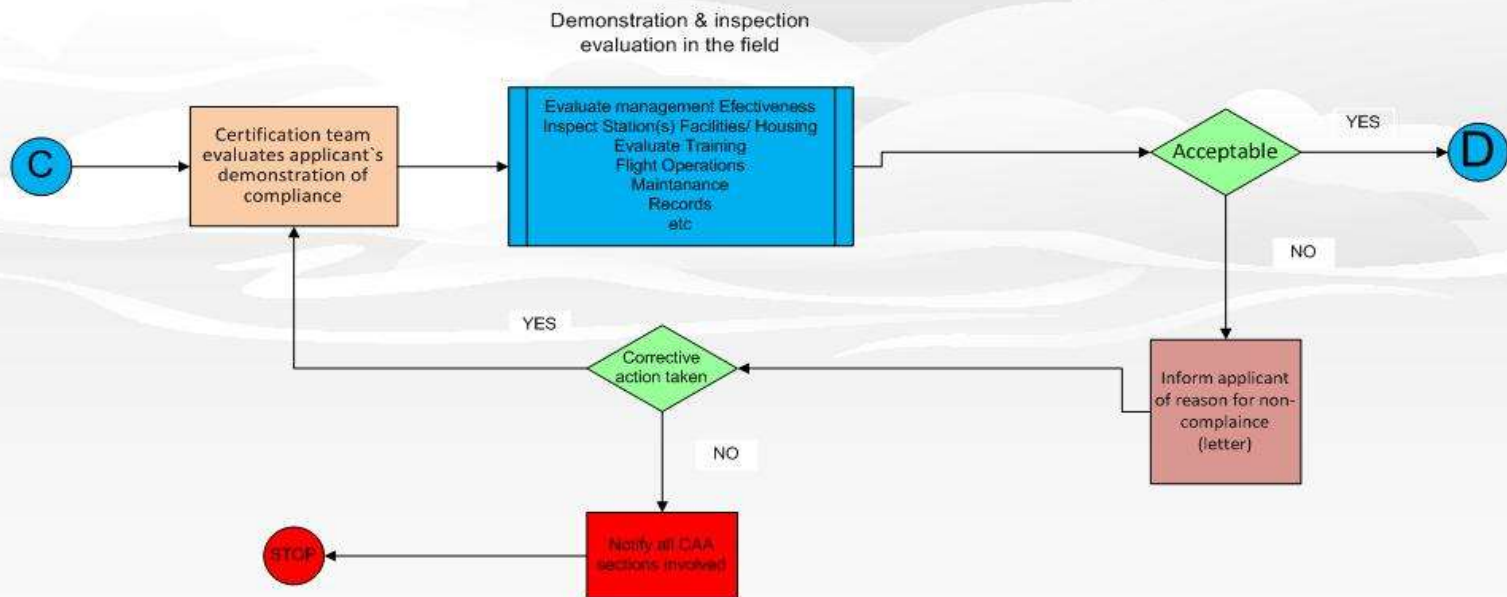 Demonstration & inspection
evaluation in the field
C
Certification team
evaluates applicant`s
demonstration of
compliance
Evaluate management Efectiveness
Inspect Station(s) Facilities/ Housing
Evaluate Training
Flight Operations
Maintanance
Records
etc
Acceptable
YES
D
NO
Inform applicant
of reason for non-
complaince
(letter)
YES
Corrective
action taken
NO
Notify all CAA
sections involved
STOP